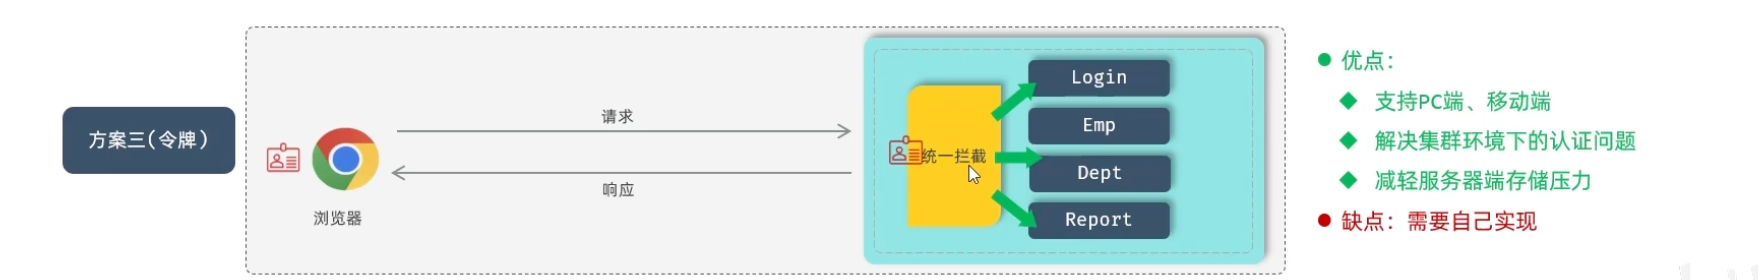 方案三(令牌)
浏览器
请求
响应
统一拦截
Login
Emp
Dept
Report
优点：
支持PC端、移动端
解决集群环境下的认证问题
减轻服务器端存储压力
缺点：需要自己实现